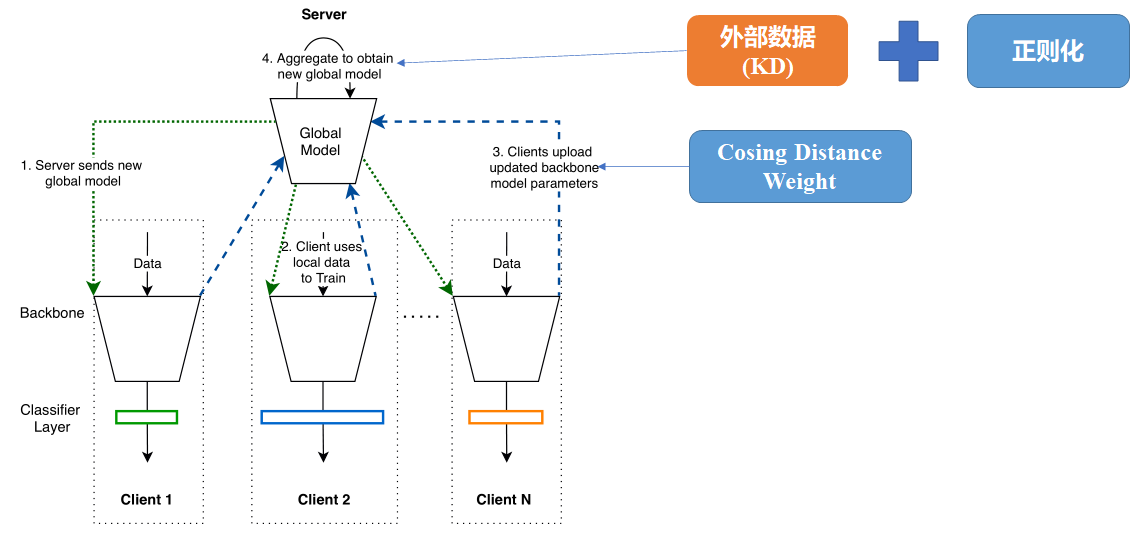 Server
4. Aggregate to obtain
new global model
外部数据
(KD)
正则化
Global
Model
1. Server sends new
global model
3. Clients upload
updated backbone
model parameters
Cosing Distance
Weight
Data
2. Client uses
local data
to Train
Data
Backbone
......
Classifier
Layer
Client 1
Client 2
Client N